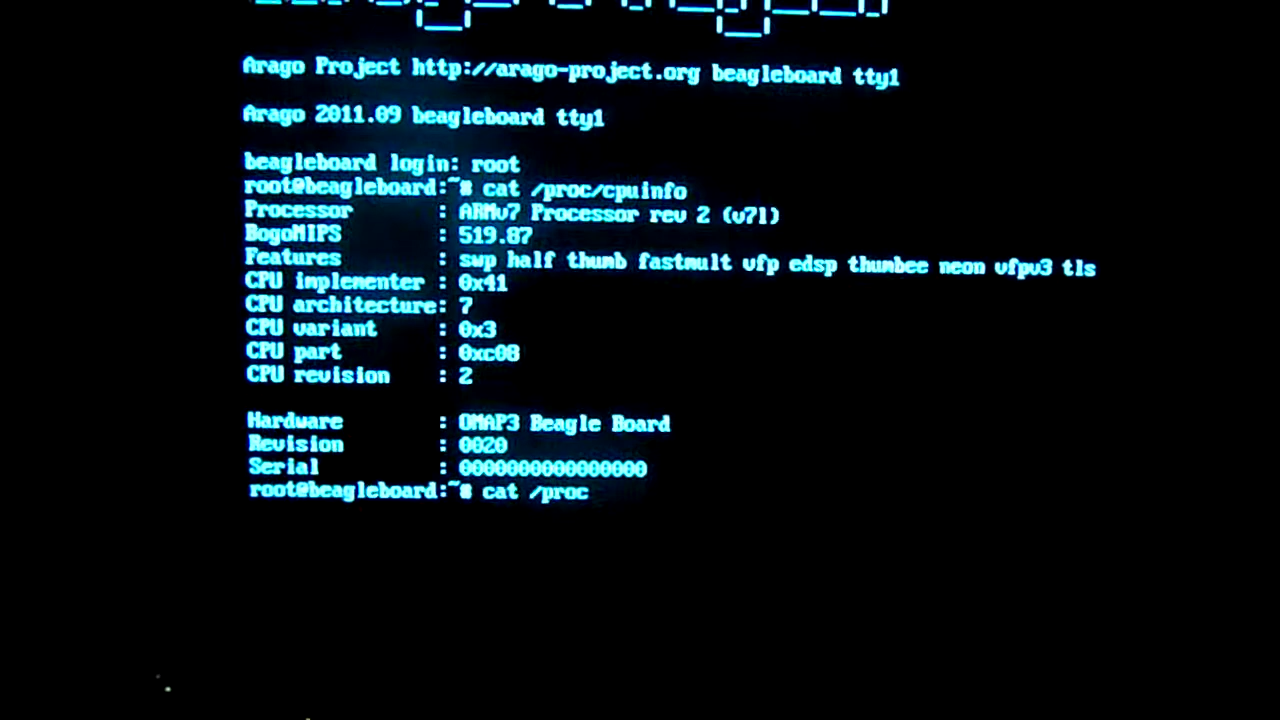 Arago Project http://arago-project.org beagleboard tty1
Arago 2011.09 beagleboard tty1
beagleboard login: root
root@beagleboard:~# cat /proc/cpuinfo
Processor : ARMv7 Processor rev 2 (v7l)
BogoMIPS : 519.87
Features : swp half thumb fastmult vfp edsp thumbee neon vfpv3 tls
CPU implementer : 0x41
CPU architecture: 7
CPU variant : 0x3
CPU part : 0xc08
CPU revision : 2
Hardware : OMAP3 Beagle Board
Revision : 0020
Serial : 0000000000000000
root@beagleboard:~# cat /proc